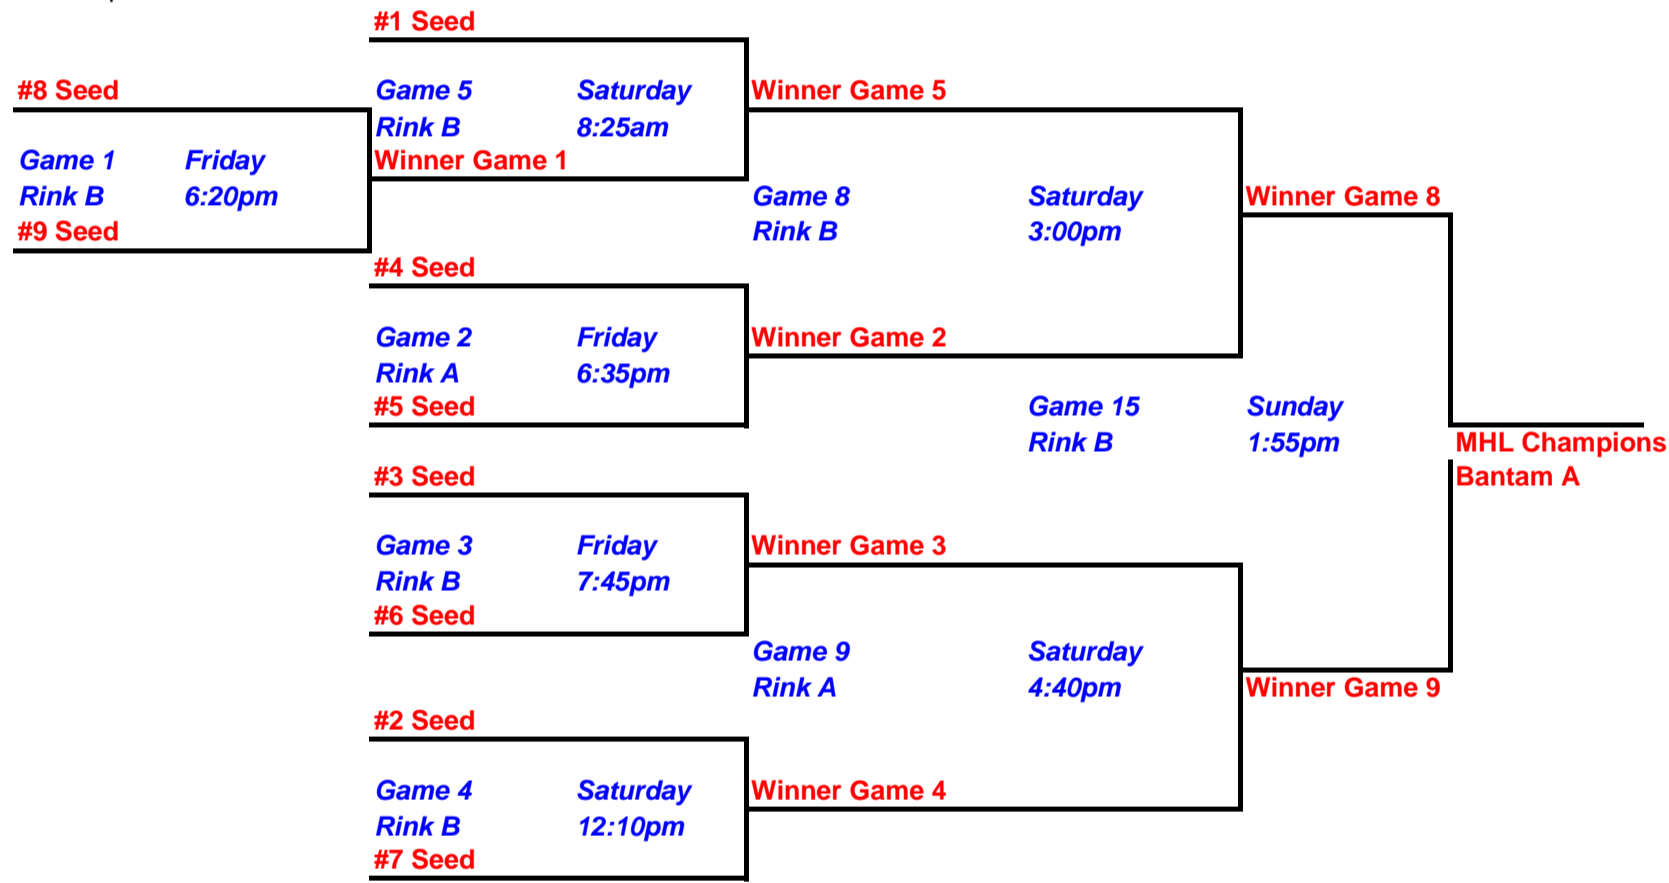 #1 Seed
#8 Seed
Game 5 Saturday
Winner Game 5
Rink B 8:25am
Game 1 Friday
Winner Game 1
Rink B 6:20pm
Game 8 Saturday
Winner Game 8
#9 Seed
Rink B 3:00pm
#4 Seed
Game 2 Friday
Winner Game 2
Rink A 6:35pm
#5 Seed
Game 15 Sunday
Rink B 1:55pm
MHL Champions
Bantam A
#3 Seed
Game 3 Friday
Winner Game 3
Rink B 7:45pm
#6 Seed
Game 9 Saturday
Rink A 4:40pm
Winner Game 9
#2 Seed
Game 4 Saturday
Winner Game 4
Rink B 12:10pm
#7 Seed